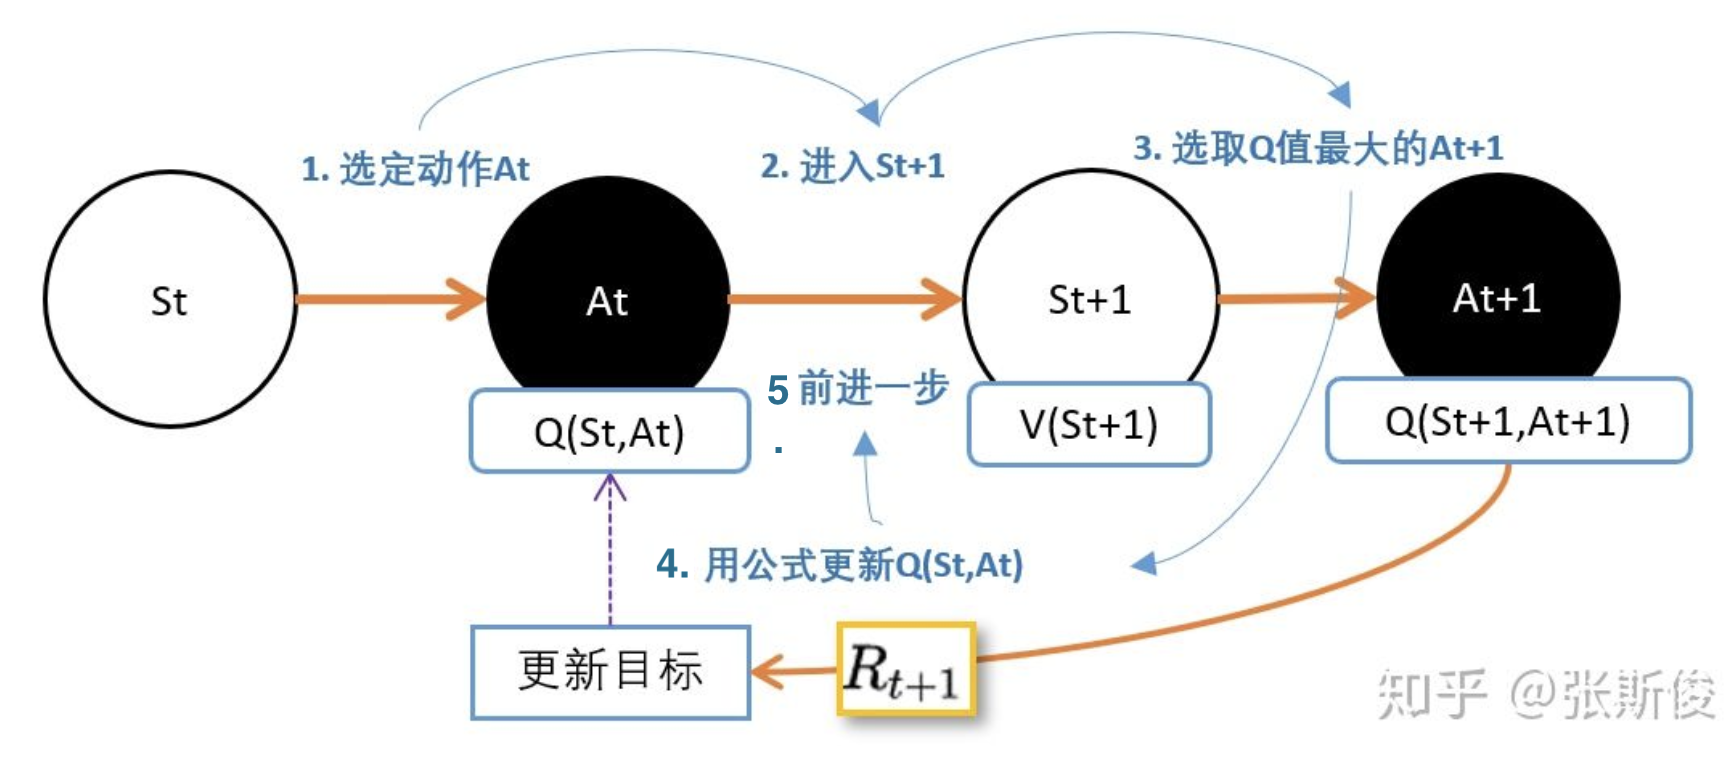 1. 选定动作At
2. 进入St+1
3. 选取Q值最大的At+1
St
At
St+1
At+1
5 前进一步
.
Q(St,At)
V(St+1)
Q(St+1,At+1)
4. 用公式更新Q(St,At)
更新目标
R_{t+1}
知乎 @张斯俊